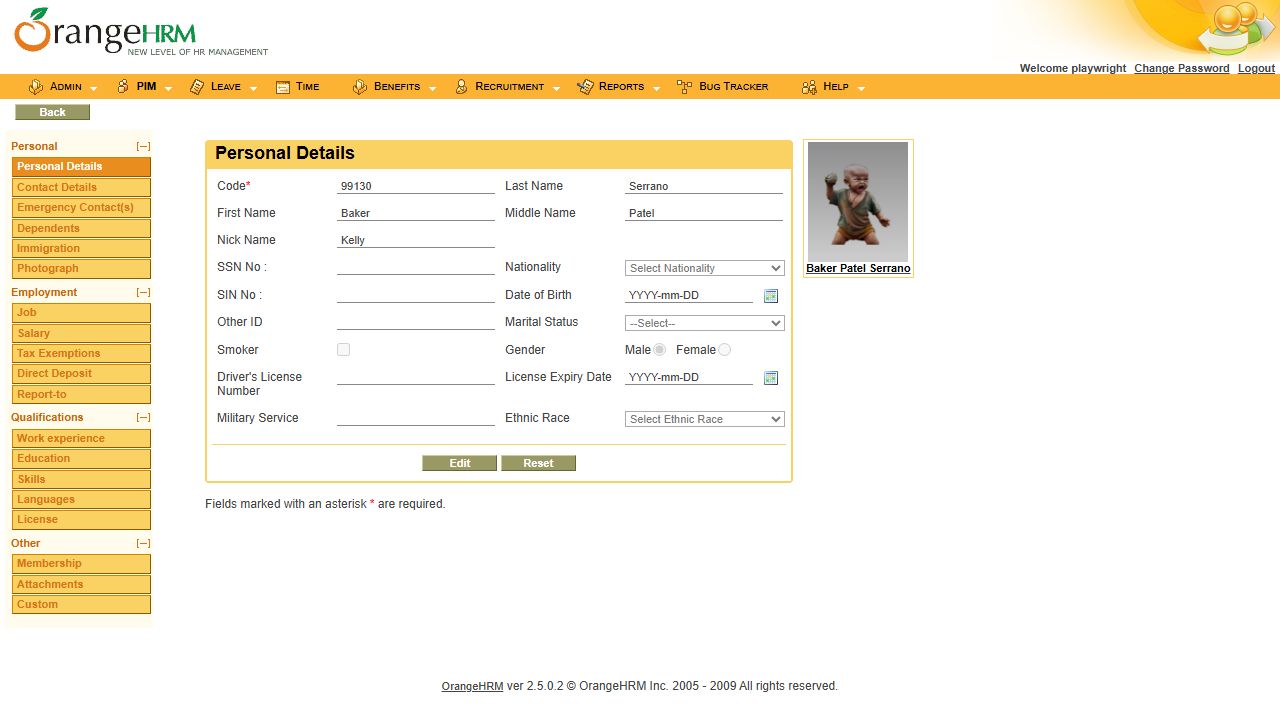 OrangeHRM
NEW LEVEL OF HR MANAGEMENT
Welcome playwright Change Password Logout
ADMIN PIM LEAVE TIME BENEFITS RECRUITMENT REPORTS BUG TRACKER HELP
Back
Personal [—]
Personal Details
Contact Details
Emergency Contact(s)
Dependents
Immigration
Photograph
Employment [—]
Job
Salary
Tax Exemptions
Direct Deposit
Report-to
Qualifications [—]
Work experience
Education
Skills
Languages
License
Other [—]
Membership
Attachments
Custom
Personal Details
Code* 99130 Last Name Serrano
First Name Baker Middle Name Patel
Nick Name Kelly
SSN No : Nationality Select Nationality
SIN No : Date of Birth YYYY-mm-DD
Other ID Marital Status --Select--
Smoker Gender Male Female
Driver's License Number License Expiry Date YYYY-mm-DD
Military Service Ethnic Race Select Ethnic Race
Edit Reset
Fields marked with an asterisk * are required.
Baker Patel Serrano
OrangeHRM ver 2.5.0.2 © OrangeHRM Inc. 2005 - 2009 All rights reserved.